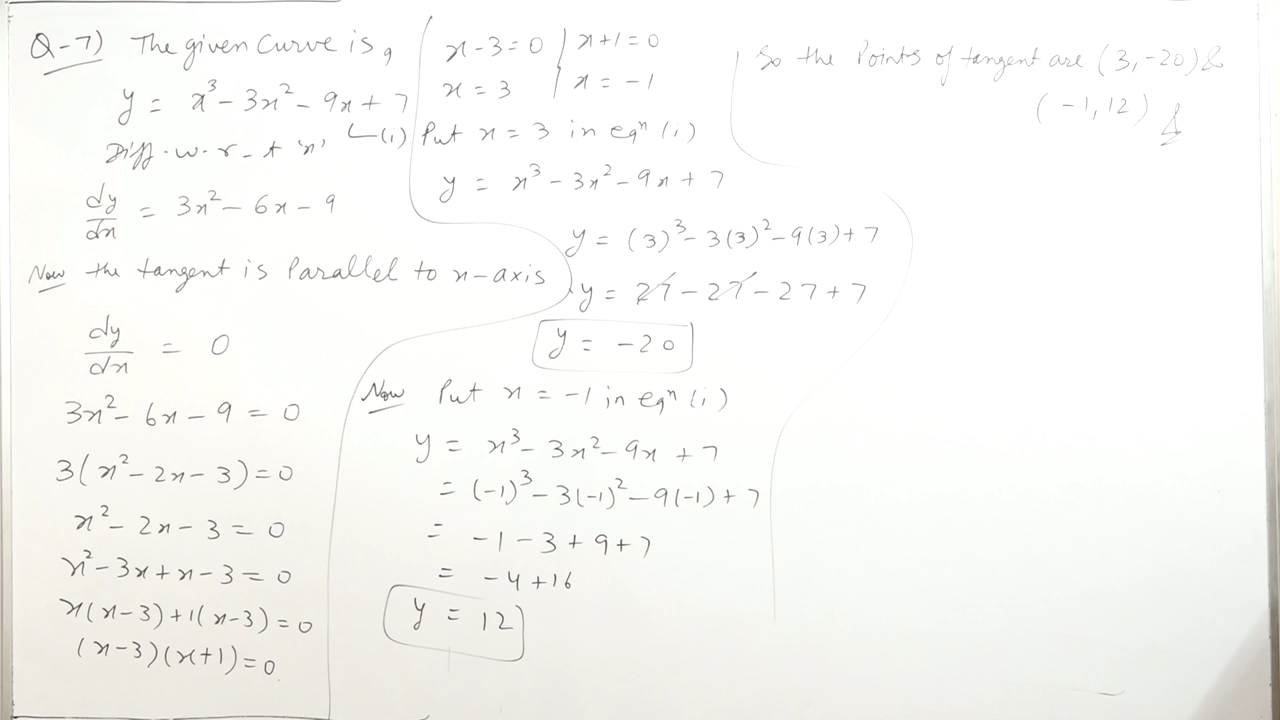 Q-7) The given curve is,
y = x³ - 3x² - 9x + 7
(i)
Diff. w.r.t 'x'
dy/dx = 3x² - 6x - 9
Now the tangent is Parallel to x-axis
dy/dx = 0
3x² - 6x - 9 = 0
3(x² - 2x - 3) = 0
x² - 2x - 3 = 0
x² - 3x + x - 3 = 0
x(x-3) + 1(x-3) = 0
(x-3)(x+1) = 0
x - 3 = 0 | x + 1 = 0
x = 3 | x = -1
Put x = 3 in eqⁿ (i)
y = x³ - 3x² - 9x + 7
y = (3)³ - 3(3)² - 9(3) + 7
y = 27 - 27 - 27 + 7
y = -20
Now Put x = -1 in eqⁿ (i)
y = x³ - 3x² - 9x + 7
= (-1)³ - 3(-1)² - 9(-1) + 7
= -1 - 3 + 9 + 7
= -4 + 16
y = 12
So the Points of tangent are (3, -20) &
(-1, 12)